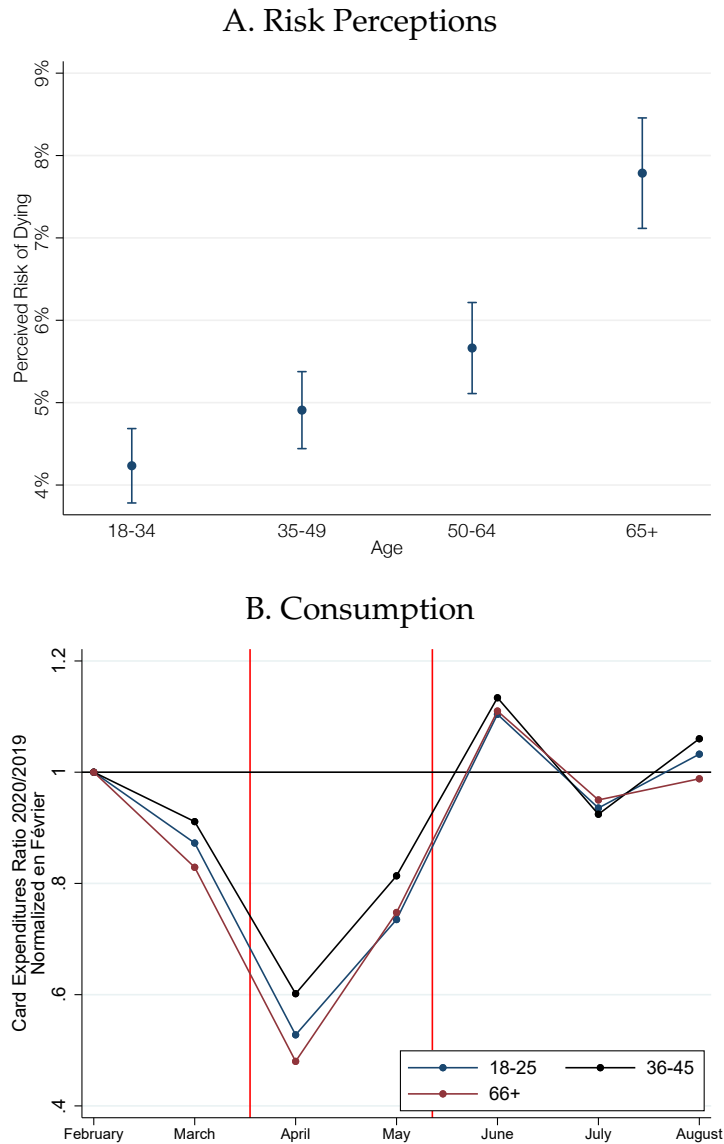 A. Risk Perceptions
9%
8%
7%
6%
5%
4%
Perceived Risk of Dying
18-34 35-49 50-64 65+
Age
B. Consumption
1.2
1
.8
.6
.4
Card Expenditures Ratio 2020/2019
Normalized en Février
18-25 36-45
66+
February March April May June July August